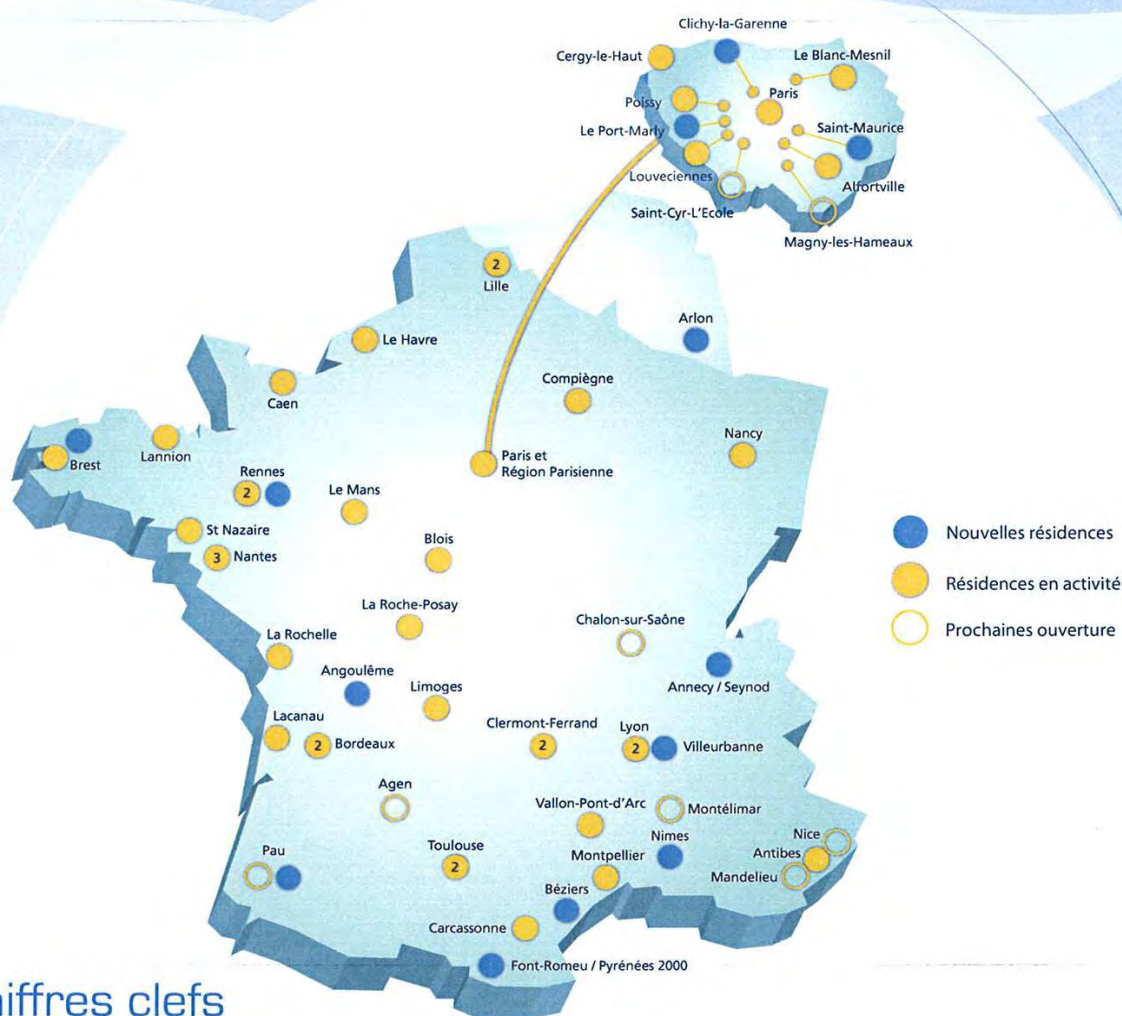 Clichy-la-Garenne
Cergy-le-Haut
Le Blanc-Mesnil
Poissy
Paris
Le Port-Marly
Saint-Maurice
Louveciennes
Alfortville
Saint-Cyr-L'Ecole
Magny-les-Hameaux
2
Lille
Arlon
Le Havre
Compiègne
Caen
Nancy
Lannion
Brest
Paris et
Région Parisienne
Rennes
2
Le Mans
St Nazaire
3 Nantes
Blois
Nouvelles résidences
Résidences en activité
Prochaines ouverture
La Roche-Posay
Chalon-sur-Saône
La Rochelle
Angoulême
Limoges
Annecy / Seynod
Lacanau
2 Bordeaux
Clermont-Ferrand
2
Lyon
2 Villeurbanne
Agen
Vallon-Pont-d'Arc
Montélimar
Nimes
Nice
Antibes
Mandelieu
Pau
Toulouse
2
Montpellier
Béziers
Carcassonne
Font-Romeu / Pyrénées 2000
iffres clefs